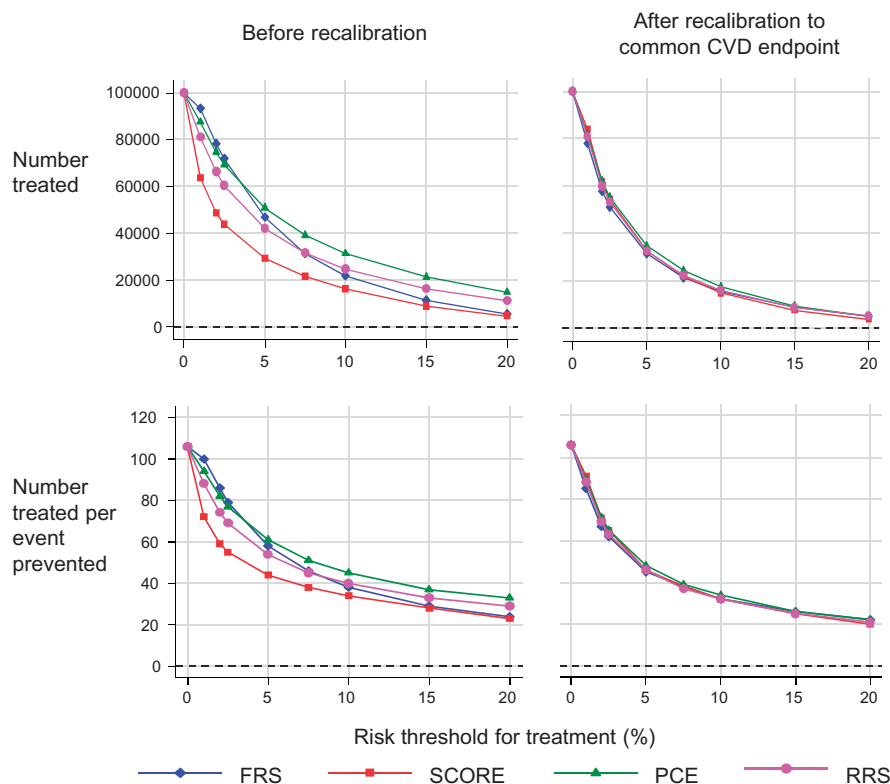 Before recalibration
After recalibration to
common CVD endpoint
Number
treated
100000
80000
60000
40000
20000
0
0 5 10 15 20
0 5 10 15 20
Number
treated per
event
prevented
120
100
80
60
40
20
0
0 5 10 15 20
0 5 10 15 20
Risk threshold for treatment (%)
FRS SCORE PCE RRS